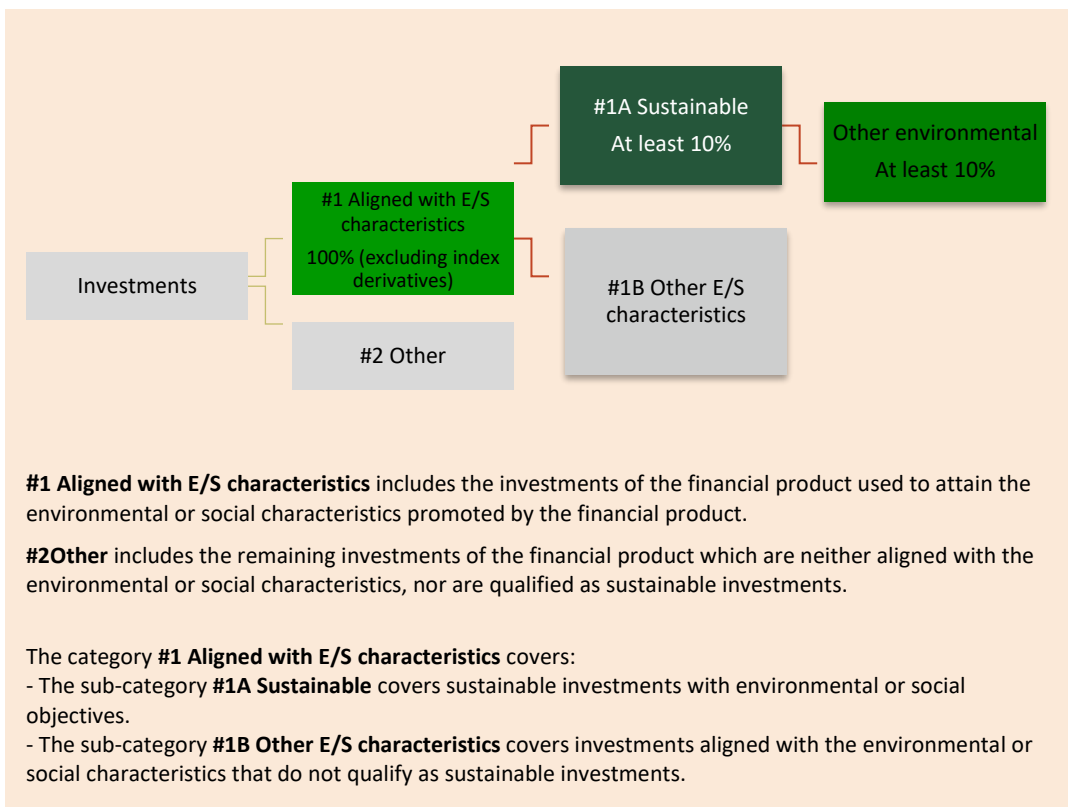 #1A Sustainable
At least 10%
Other environmental
At least 10%
#1 Aligned with E/S
characteristics
100% (excluding index
derivatives)
Investments
#1B Other E/S
characteristics
#2 Other
#1 Aligned with E/S characteristics includes the investments of the financial product used to attain the
environmental or social characteristics promoted by the financial product.
#2Other includes the remaining investments of the financial product which are neither aligned with the
environmental or social characteristics, nor are qualified as sustainable investments.
The category #1 Aligned with E/S characteristics covers:
- The sub-category #1A Sustainable covers sustainable investments with environmental or social
objectives.
- The sub-category #1B Other E/S characteristics covers investments aligned with the environmental or
social characteristics that do not qualify as sustainable investments.